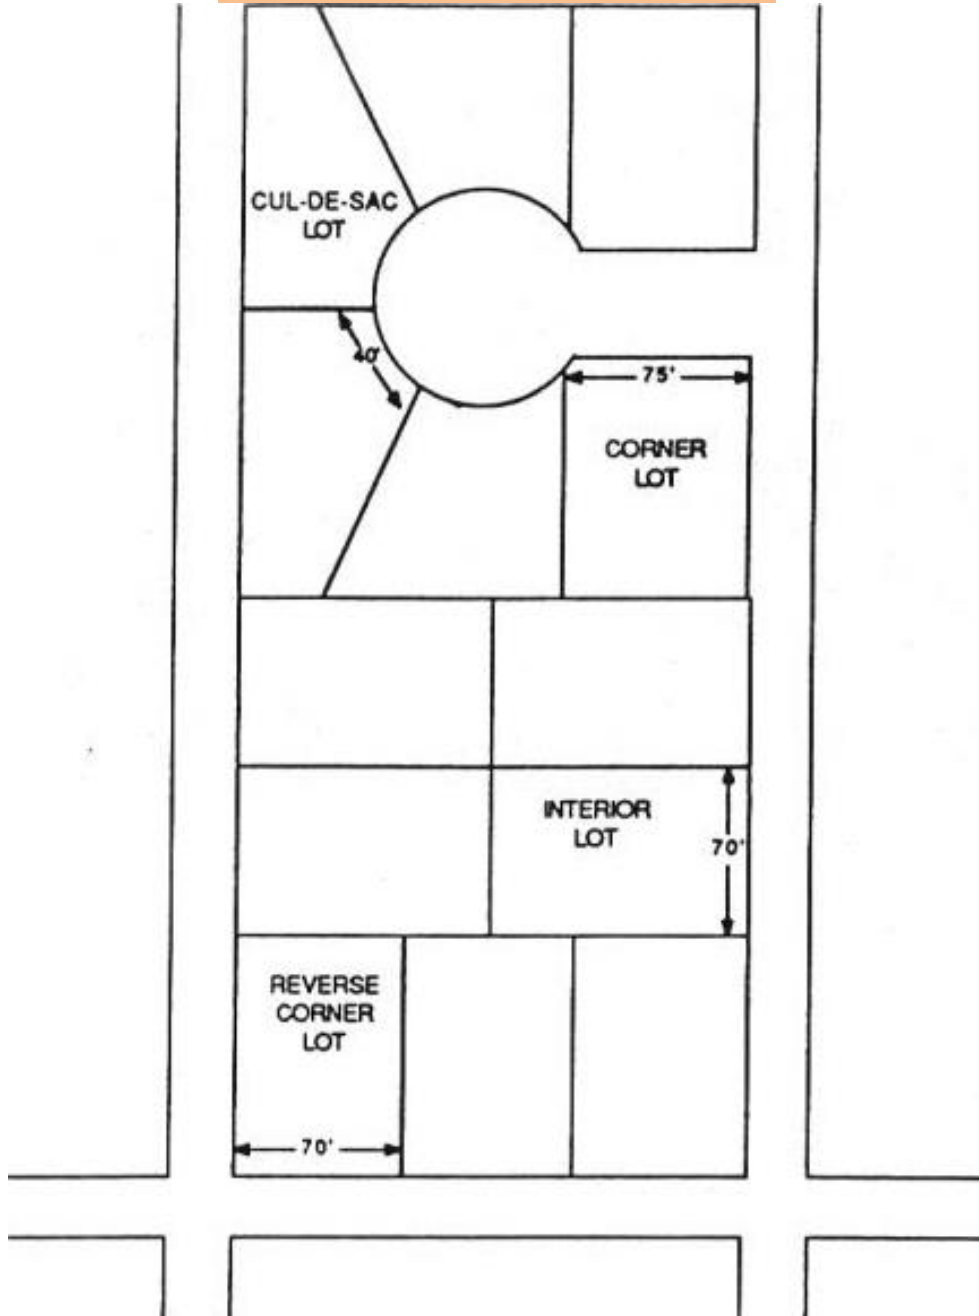 CUL-DE-SAC
LOT
40'
75'
CORNER
LOT
INTERIOR
LOT
70'
REVERSE
CORNER
LOT
70'